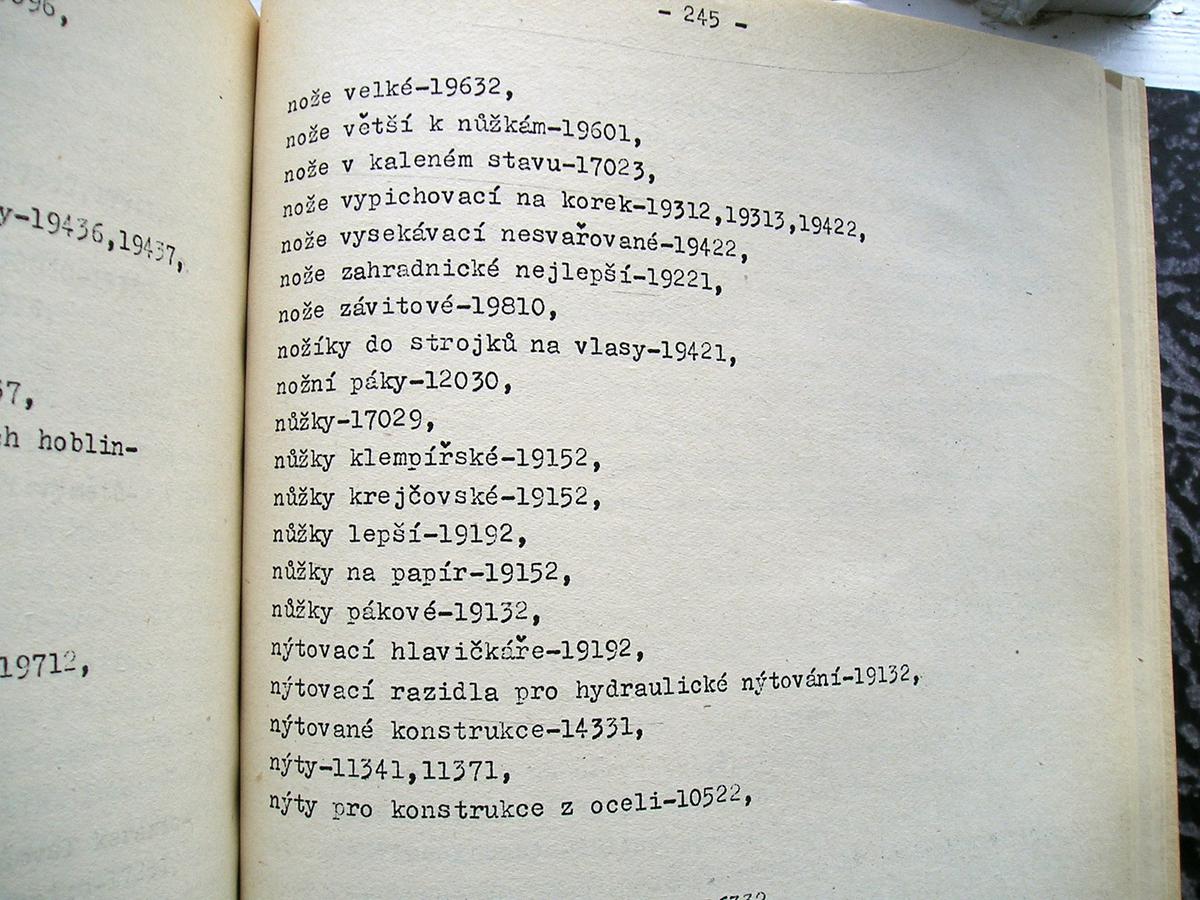 y-19436,19437,
h hoblin-
19712,
- 245 -
nože velké-19632,
nože větší k nůžkám-19601,
nože v kaleném stavu-17023,
nože vypichovací na korek-19312,19313,19422,
nože vysekávací nesvařované-19422,
nože zahradnické nejlepší-19221,
nože závitové-19810,
nožíky do strojků na vlasy-19421,
nožní páky-12030,
nůžky-17029,
nůžky klempířské-19152,
nůžky krejčovské-19152,
nůžky lepší-19192,
nůžky na papír-19152,
nůžky pákové-19132,
nýtovací hlavičkáře-19192,
nýtovací razidla pro hydraulické nýtování-19132,
nýtované konstrukce-14331,
nýty-11341,11371,
nýty pro konstrukce z oceli-10522,